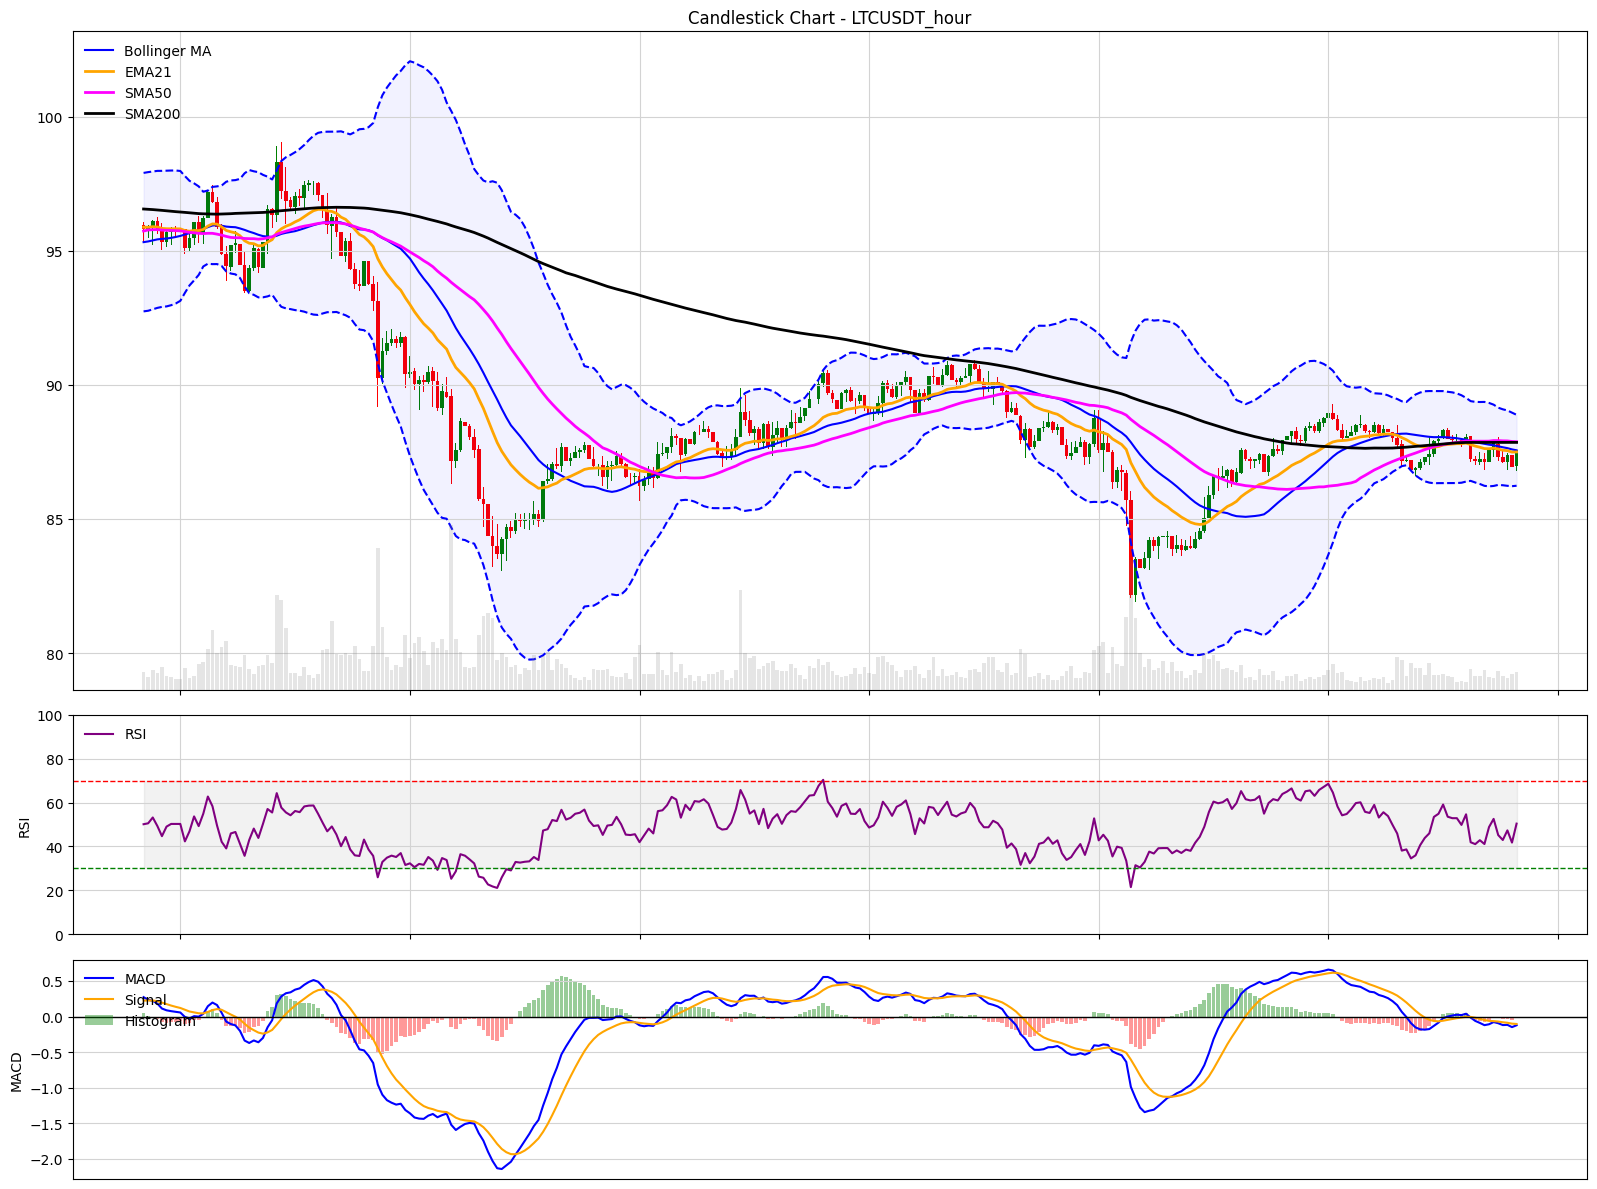 Candlestick Chart - LTCUSDT_hour
Bollinger MA
EMA21
SMA50
SMA200
100
95
90
85
80
RSI
100
80
60
40
20
0
RSI
MACD
Signal
Histogram
0.5
0.0
−0.5
−1.0
−1.5
−2.0
MACD